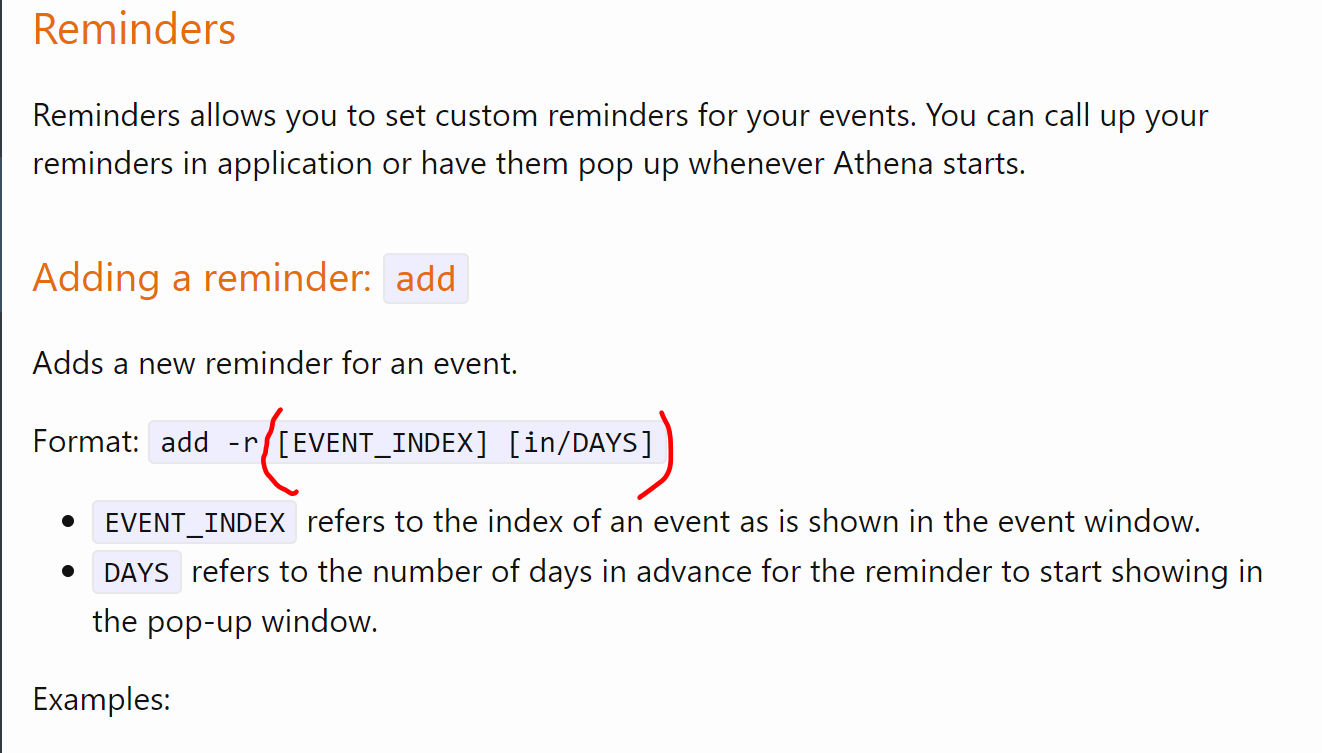 Reminders
Reminders allows you to set custom reminders for your events. You can call up your
reminders in application or have them pop up whenever Athena starts.
Adding a reminder: add
Adds a new reminder for an event.
Format: add -r [EVENT_INDEX] [in/DAYS]
• EVENT_INDEX refers to the index of an event as is shown in the event window.
• DAYS refers to the number of days in advance for the reminder to start showing in
the pop-up window.
Examples: